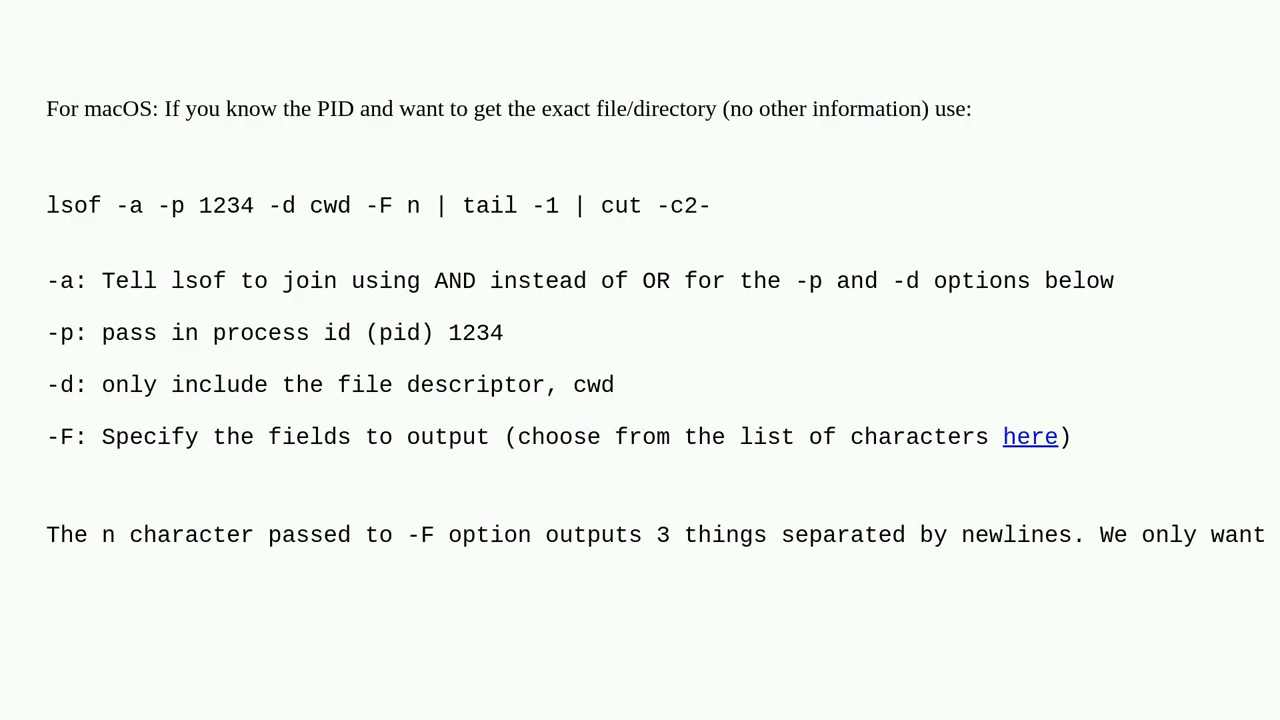 For macOS: If you know the PID and want to get the exact file/directory (no other information) use:
lsof -a -p 1234 -d cwd -F n | tail -1 | cut -c2-
-a: Tell lsof to join using AND instead of OR for the -p and -d options below
-p: pass in process id (pid) 1234
-d: only include the file descriptor, cwd
-F: Specify the fields to output (choose from the list of characters here)
The n character passed to -F option outputs 3 things separated by newlines. We only want